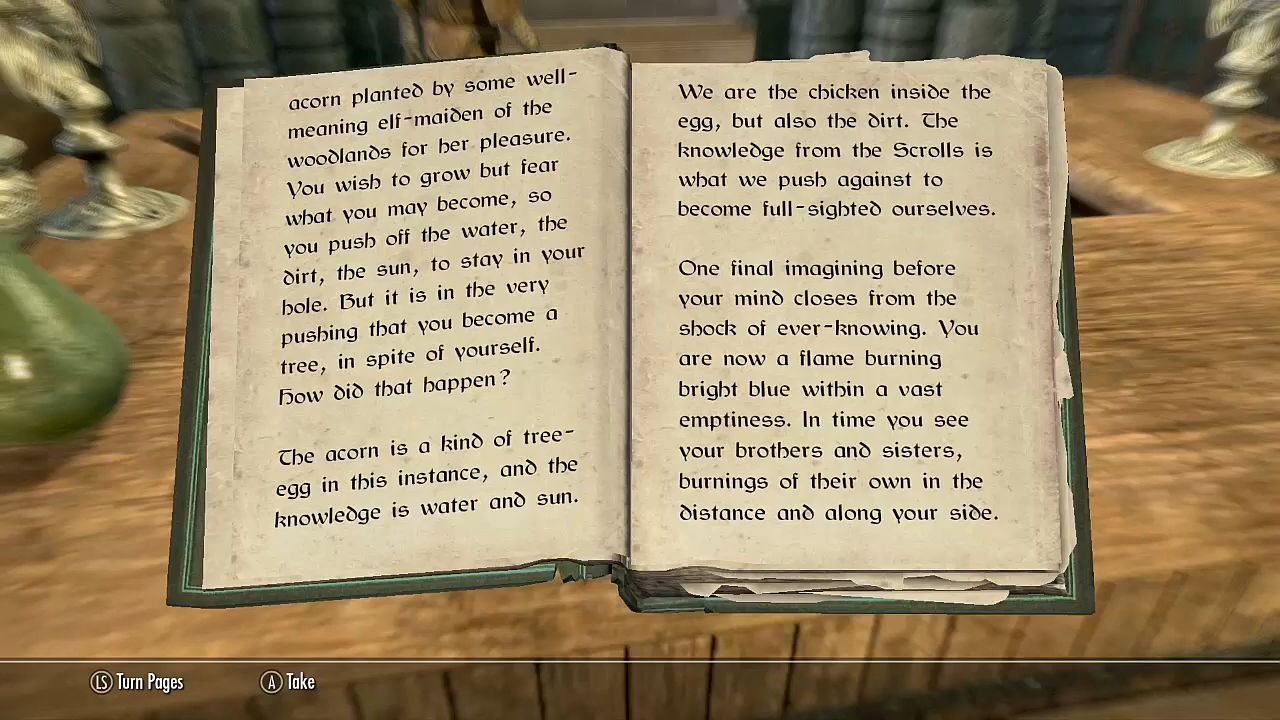 acorn planted by some well-
meaning elf-maiden of the
woodlands for her pleasure.
You wish to grow but fear
what you may become, so
you push off the water, the
dirt, the sun, to stay in your
hole. But it is in the very
pushing that you become a
tree, in spite of yourself.
How did that happen?
The acorn is a kind of tree-
egg in this instance, and the
knowledge is water and sun.
We are the chicken inside the
egg, but also the dirt. The
knowledge from the Scrolls is
what we push against to
become full-sighted ourselves.
One final imagining before
your mind closes from the
shock of ever-knowing. You
are now a flame burning
bright blue within a vast
emptiness. In time you see
your brothers and sisters,
burnings of their own in the
distance and along your side.
LS Turn Pages
A Take